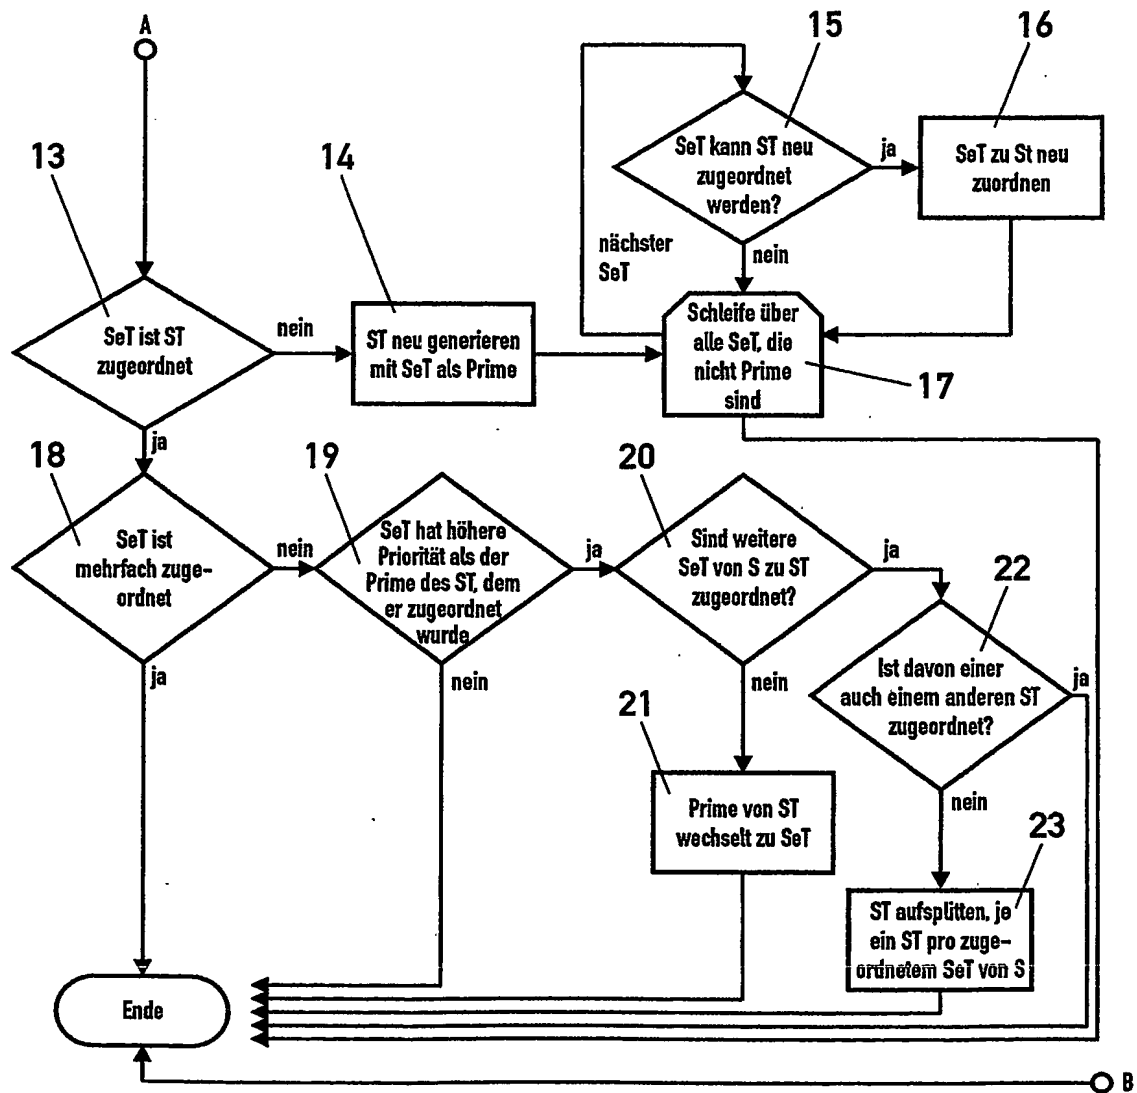 A
15
16
SeT kann ST neu
zugeordnet
werden?
ja
SeT zu St neu
zuordnen
nein
nächster
SeT
13
14
SeT ist ST
zugeordnet
nein
ST neu generieren
mit SeT als Prime
Schleife über
alle SeT, die
nicht Prime
sind
17
ja
18
19
20
SeT ist
mehrfach zuge-
ordnet
nein
SeT hat höhere
Priorität als der
Prime des ST, dem
er zugeordnet
wurde
ja
Sind weitere
SeT von S zu ST
zugeordnet?
ja
22
Ist davon einer
auch einem anderen ST
zugeordnet?
ja
ja
nein
nein
21
Prime von ST
wechselt zu SeT
nein
23
ST aufsplitten, je
ein ST pro zuge-
ordnetem SeT von S
Ende
B